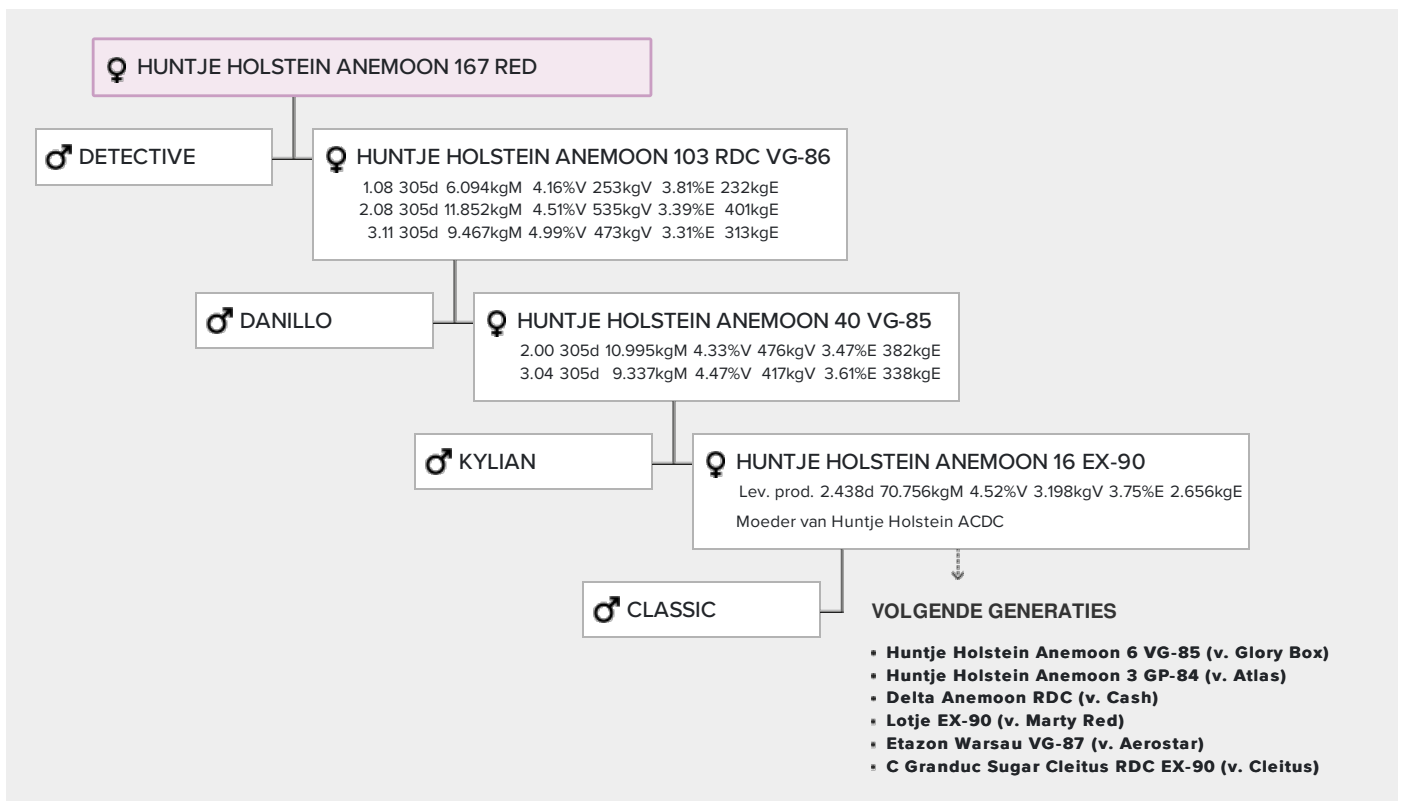 HUNTJE HOLSTEIN ANEMOON 167 RED
DETECTIVE
HUNTJE HOLSTEIN ANEMOON 103 RDC VG-86
1.08 305d 6.094kgM 4.16%V 253kgV 3.81%E 232kgE
2.08 305d 11.852kgM 4.51%V 535kgV 3.39%E 401kgE
3.11 305d 9.467kgM 4.99%V 473kgV 3.31%E 313kgE
DANILLO
HUNTJE HOLSTEIN ANEMOON 40 VG-85
2.00 305d 10.995kgM 4.33%V 476kgV 3.47%E 382kgE
3.04 305d 9.337kgM 4.47%V 417kgV 3.61%E 338kgE
KYLIAN
HUNTJE HOLSTEIN ANEMOON 16 EX-90
Lev. prod. 2.438d 70.756kgM 4.52%V 3.198kgV 3.75%E 2.656kgE
Moeder van Huntje Holstein ACDC
CLASSIC
VOLGENDE GENERATIES
Huntje Holstein Anemoon 6 VG-85 (v. Glory Box)
Huntje Holstein Anemoon 3 GP-84 (v. Atlas)
Delta Anemoon RDC (v. Cash)
Lotje EX-90 (v. Marty Red)
Etazon Warsau VG-87 (v. Aerostar)
C Granduc Sugar Cleitus RDC EX-90 (v. Cleitus)